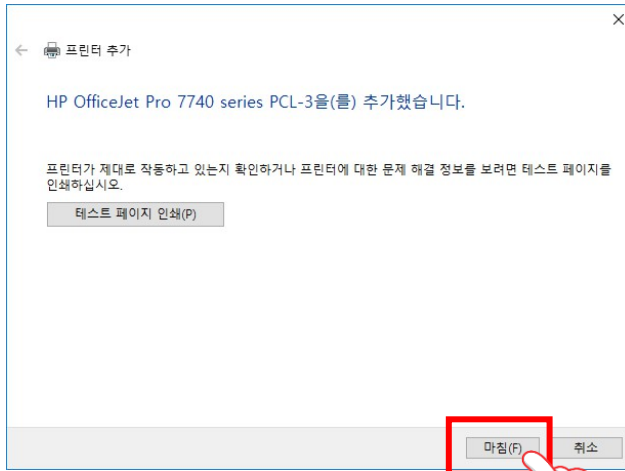 프린터 추가
HP OfficeJet Pro 7740 series PCL-3을(를) 추가했습니다.
프린터가 제대로 작동하고 있는지 확인하거나 프린터에 대한 문제 해결 정보를 보려면 테스트 페이지를
인쇄하십시오.
테스트 페이지 인쇄(P)
마침(F) 취소